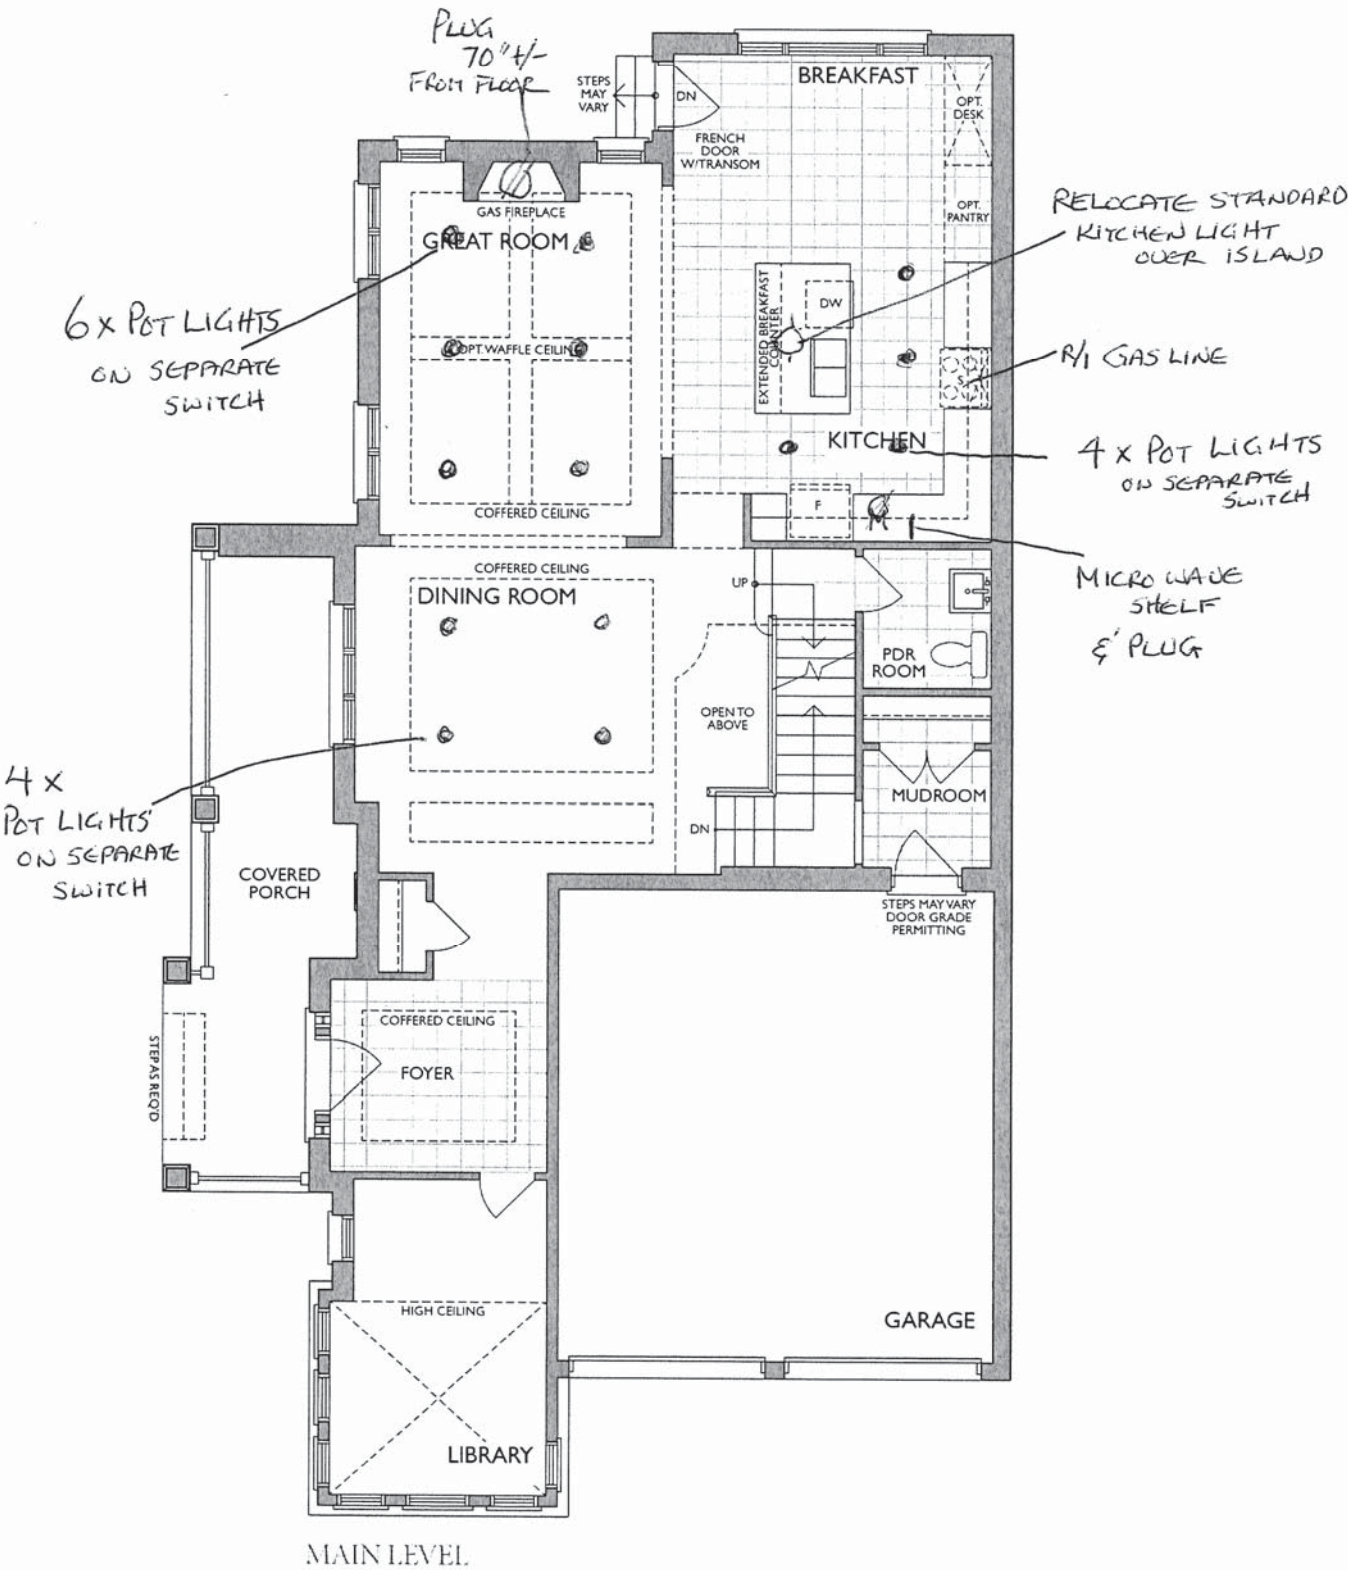 PLUG
70" +/-
FROM FLOOR
STEPS
MAY
VARY
DN
BREAKFAST
OPT.
DESK
FRENCH
DOOR
W/TRANSOM
OPT.
PANTRY
RELOCATE STANDARD
KITCHEN LIGHT
OVER ISLAND
GAS FIREPLACE
GREAT ROOM
6 x POT LIGHTS
ON SEPARATE
SWITCH
OPT. WAFFLE CEILING
EXTENDED BREAKFAST
COUNTER
DW
S
R/I GAS LINE
KITCHEN
4 x POT LIGHTS
ON SEPARATE
SWITCH
F
COFFERED CEILING
MICROWAVE
SHELF
& PLUG
COFFERED CEILING
DINING ROOM
UP
PDR
ROOM
OPEN TO
ABOVE
4 x
POT LIGHTS
ON SEPARATE
SWITCH
MUDROOM
DN
COVERED
PORCH
STEPS MAY VARY
DOOR GRADE
PERMITTING
COFFERED CEILING
FOYER
STEP AS REQ'D
HIGH CEILING
GARAGE
LIBRARY
MAIN LEVEL